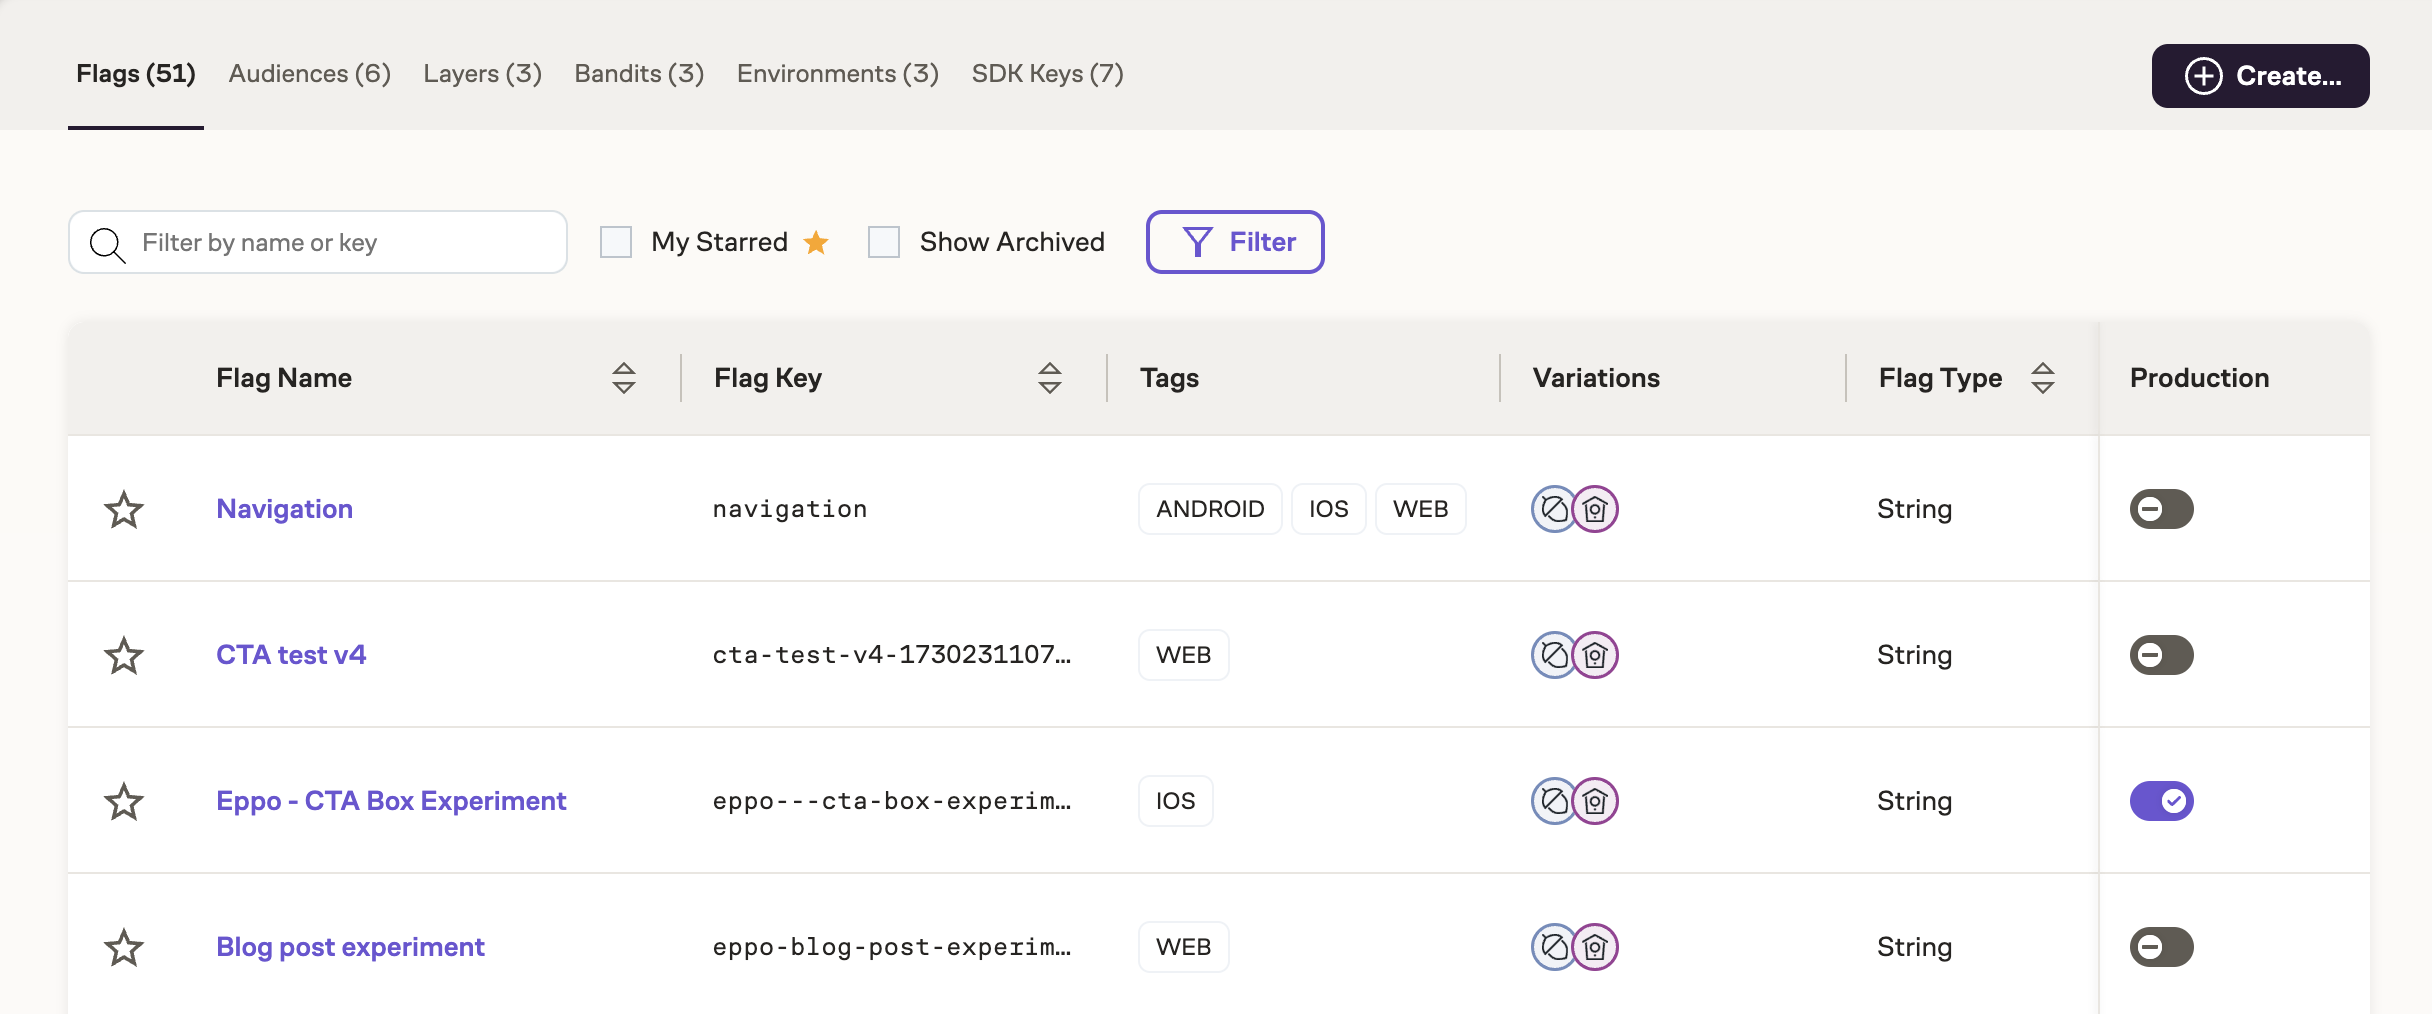 Flags (51) Audiences (6) Layers (3) Bandits (3) Environments (3) SDK Keys (7) Create...
Filter by name or key My Starred Show Archived Filter
Flag Name Flag Key Tags Variations Flag Type Production
Navigation navigation ANDROID IOS WEB String
CTA test v4 cta-test-v4-1730231107... WEB String
Eppo - CTA Box Experiment eppo---cta-box-experim... IOS String
Blog post experiment eppo-blog-post-experim... WEB String